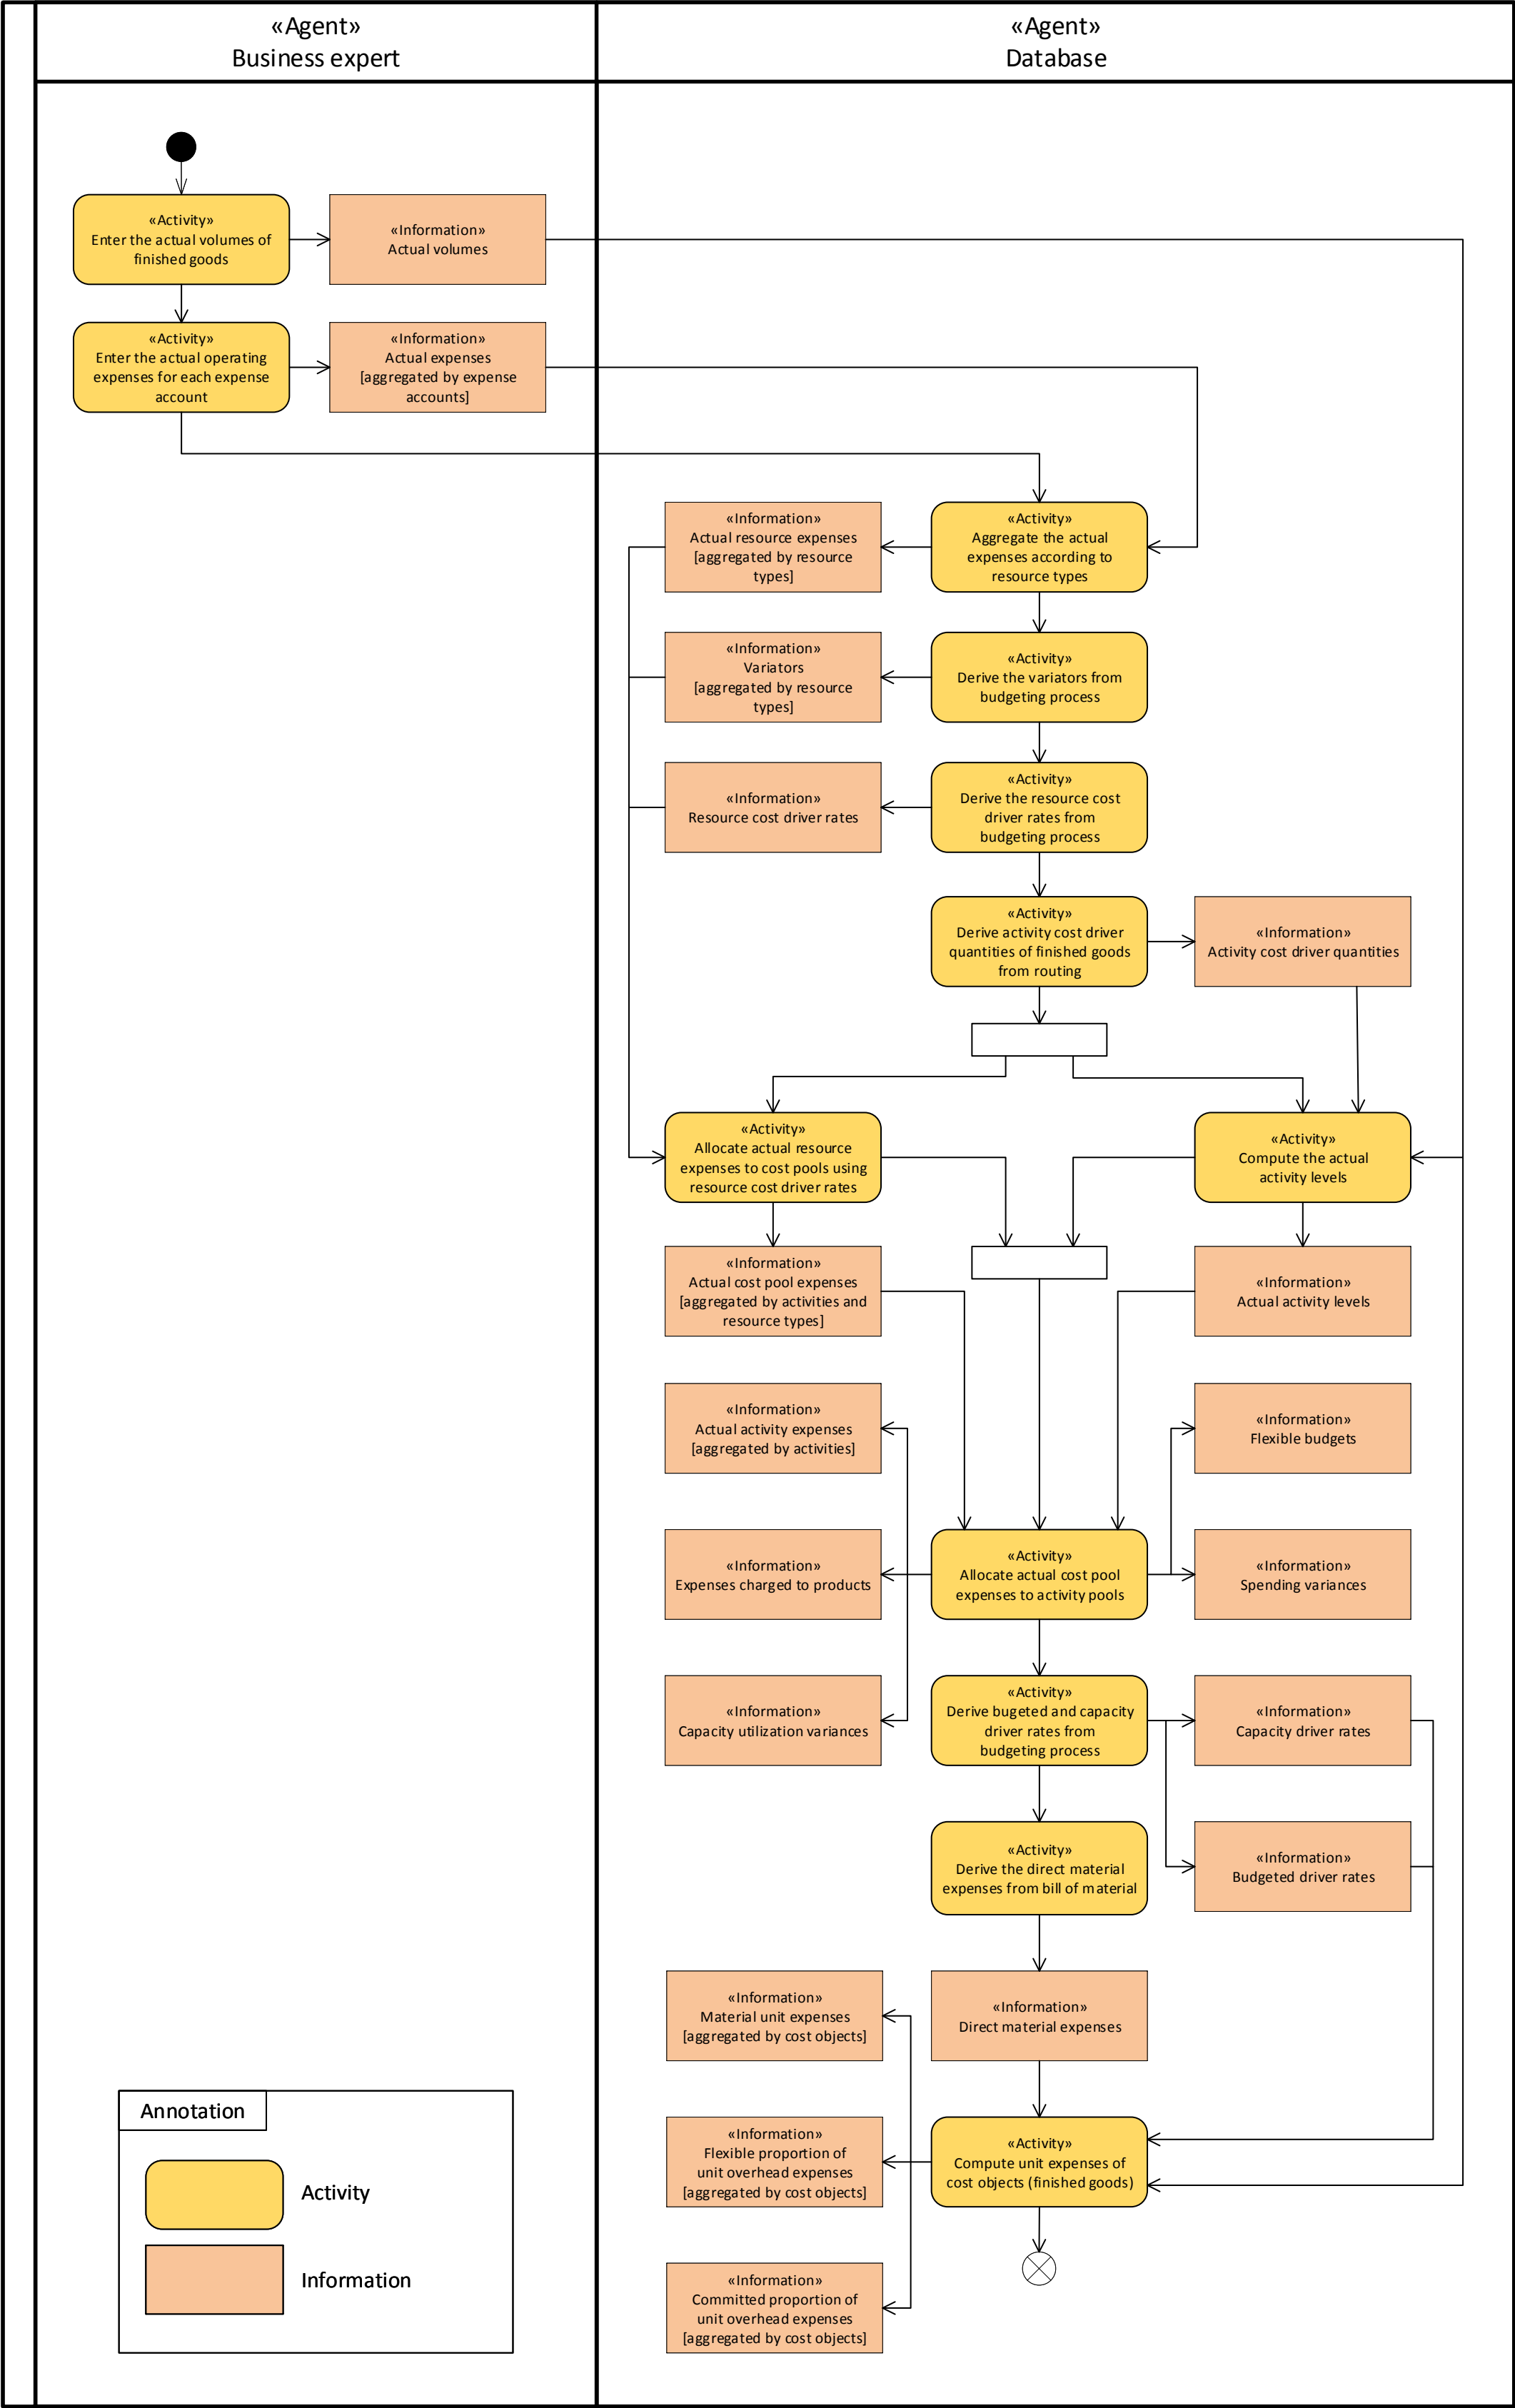 «Agent»
Business expert
«Agent»
Database
«Activity»
Enter the actual volumes of
finished goods
«Information»
Actual volumes
«Activity»
Enter the actual operating
expenses for each expense
account
«Information»
Actual expenses
[aggregated by expense
accounts]
«Information»
Actual resource expenses
[aggregated by resource
types]
«Activity»
Aggregate the actual
expenses according to
resource types
«Information»
Variators
[aggregated by resource
types]
«Activity»
Derive the variators from
budgeting process
«Information»
Resource cost driver rates
«Activity»
Derive the resource cost
driver rates from
budgeting process
«Activity»
Derive activity cost driver
quantities of finished goods
from routing
«Information»
Activity cost driver quantities
«Activity»
Allocate actual resource
expenses to cost pools using
resource cost driver rates
«Activity»
Compute the actual
activity levels
«Information»
Actual cost pool expenses
[aggregated by activities and
resource types]
«Information»
Actual activity levels
«Information»
Actual activity expenses
[aggregated by activities]
«Information»
Flexible budgets
«Information»
Expenses charged to products
«Activity»
Allocate actual cost pool
expenses to activity pools
«Information»
Spending variances
«Information»
Capacity utilization variances
«Activity»
Derive bugeted and capacity
driver rates from
budgeting process
«Information»
Capacity driver rates
«Activity»
Derive the direct material
expenses from bill of material
«Information»
Budgeted driver rates
«Information»
Material unit expenses
[aggregated by cost objects]
«Information»
Direct material expenses
«Information»
Flexible proportion of
unit overhead expenses
[aggregated by cost objects]
«Activity»
Compute unit expenses of
cost objects (finished goods)
«Information»
Committed proportion of
unit overhead expenses
[aggregated by cost objects]
Annotation
Activity
Information